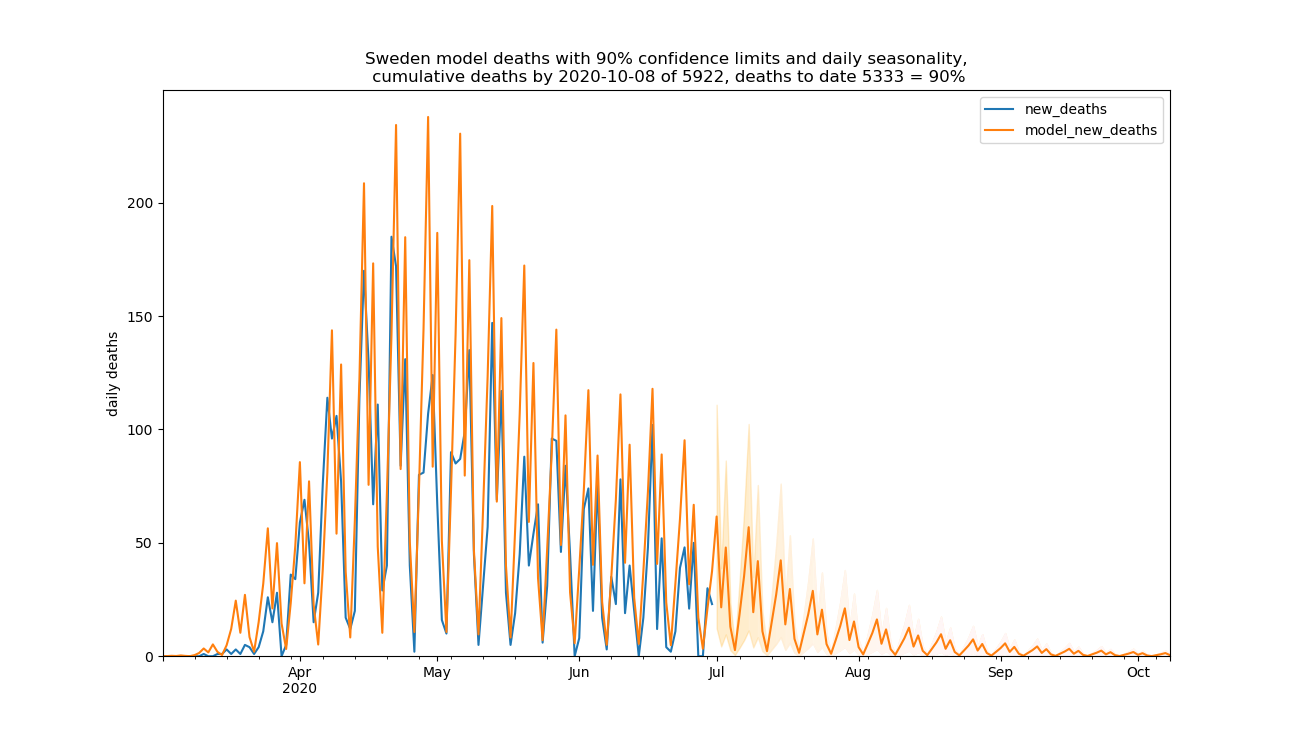 Sweden model deaths with 90% confidence limits and daily seasonality,
cumulative deaths by 2020-10-08 of 5922, deaths to date 5333 = 90%
new_deaths
model_new_deaths
daily deaths
200
150
100
50
0
Apr
2020
May
Jun
Jul
Aug
Sep
Oct